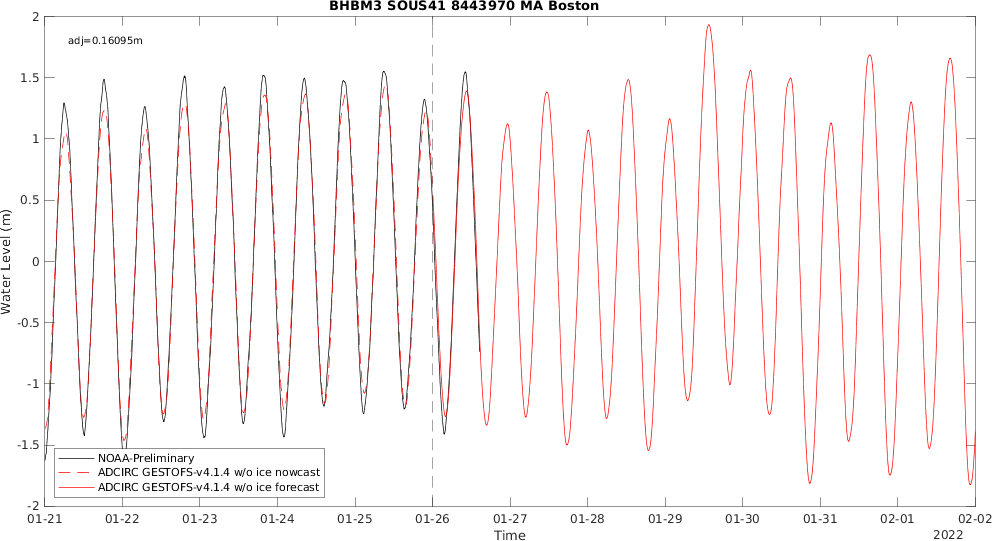 BHBM3 SOUS41 8443970 MA Boston
adj=0.16095m
2
1.5
1
0.5
0
-0.5
-1
-1.5
-2
Water Level (m)
NOAA-Preliminary
ADCIRC GESTOFS-v4.1.4 w/o ice nowcast
ADCIRC GESTOFS-v4.1.4 w/o ice forecast
01-21 01-22 01-23 01-24 01-25 01-26 01-27 01-28 01-29 01-30 01-31 02-01 02-02
Time
2022